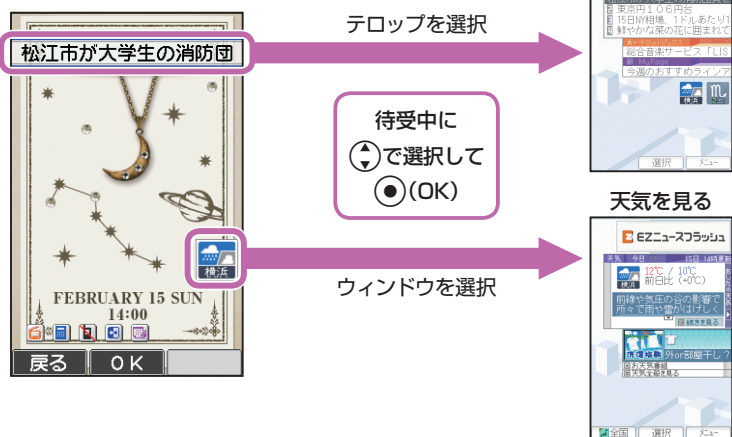 テロップを選択
松江市が大学生の消防団
待受中に
で選択して
(OK)
横浜
FEBRUARY 15 SUN
14:00
戻る
OK
ウィンドウを選択
東京円106円台
15日NY相場、1ドルあたり1
鮮やかな菜の花に囲まれて
総合音楽サービス「LIS
My Page
今週のおすすめラインア
横浜
選択
メニュー
天気を見る
EZニュースフラッシュ
天気
今日
15日 14時更新
横浜
12℃ / 10℃
前日比 (+0℃)
前線や気圧の谷の影響で
所々で雨や雷がはげしく
続きを見る
洗濯指数
外or部屋干し?
お天気番組
天気全般を見る
全国
選択
メニュー